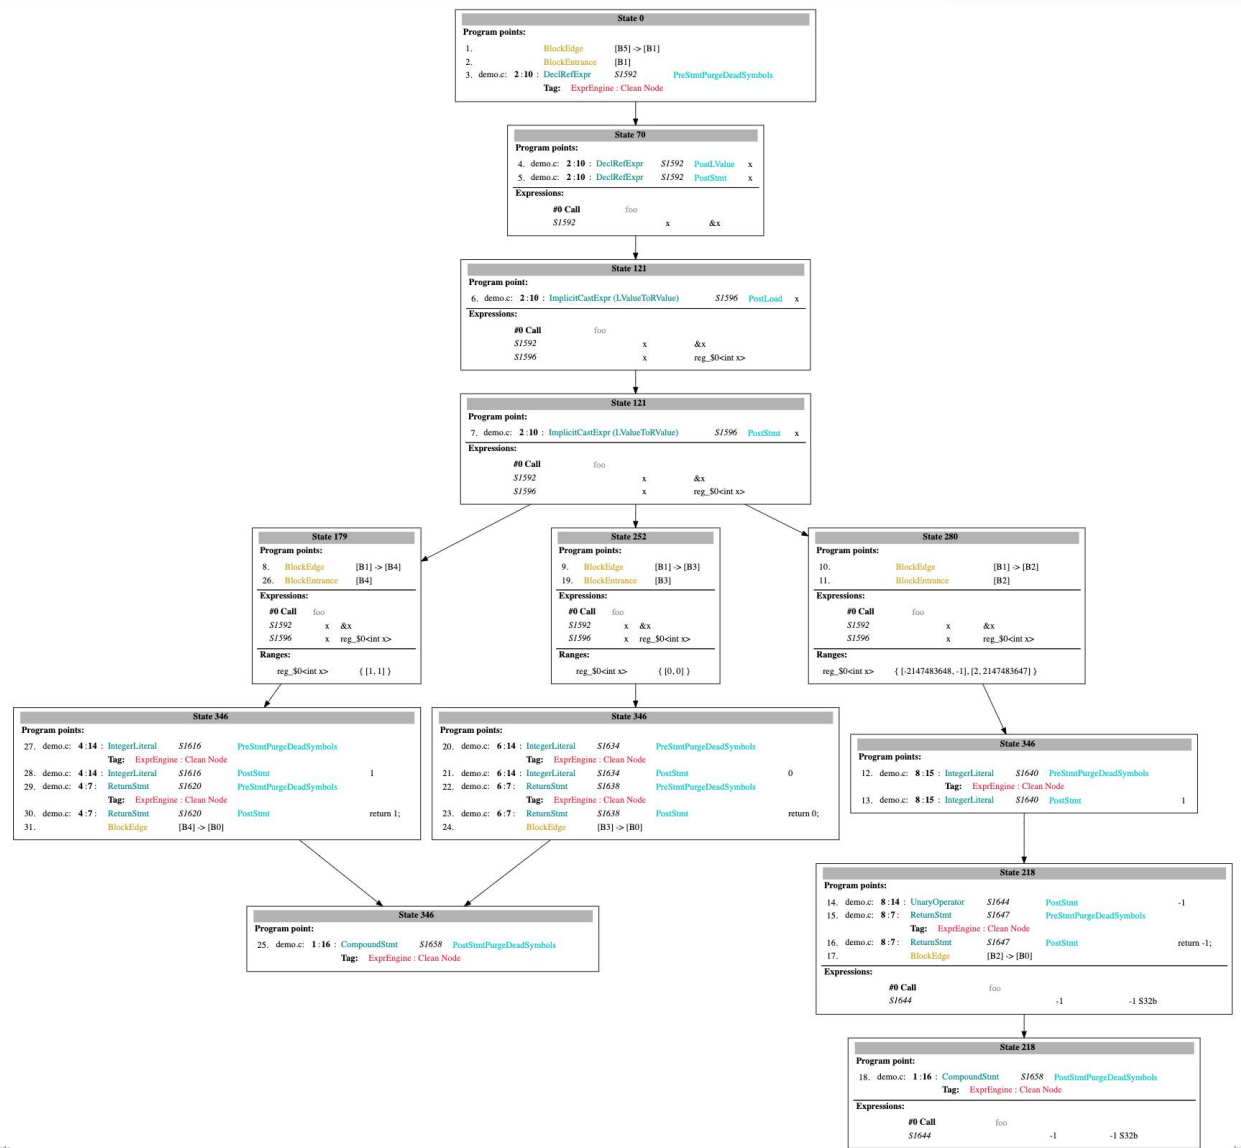 State 0
Program points:
1. BlockEdge [B5] -> [B1]
2. BlockEntrance [B1]
3. demo.c: 2:10 : DeclRefExpr S1592 PreStmtPurgeDeadSymbols
Tag: ExprEngine : Clean Node
State 70
Program points:
4. demo.c: 2:10 : DeclRefExpr S1592 PostLValue x
5. demo.c: 2:10 : DeclRefExpr S1592 PostStmt x
Expressions:
#0 Call foo
S1592 x &x
State 121
Program point:
6. demo.c: 2:10 : ImplicitCastExpr (LValueToRValue) S1596 PostLoad x
Expressions:
#0 Call foo
S1592 x &x
S1596 x reg_$0<int x>
State 121
Program point:
7. demo.c: 2:10 : ImplicitCastExpr (LValueToRValue) S1596 PostStmt x
Expressions:
#0 Call foo
S1592 x &x
S1596 x reg_$0<int x>
State 179
Program points:
8. BlockEdge [B1] -> [B4]
26. BlockEntrance [B4]
Expressions:
#0 Call foo
S1592 x &x
S1596 x reg_$0<int x>
Ranges:
reg_$0<int x> { [1, 1] }
State 252
Program points:
9. BlockEdge [B1] -> [B3]
19. BlockEntrance [B3]
Expressions:
#0 Call foo
S1592 x &x
S1596 x reg_$0<int x>
Ranges:
reg_$0<int x> { [0, 0] }
State 280
Program points:
10. BlockEdge [B1] -> [B2]
11. BlockEntrance [B2]
Expressions:
#0 Call foo
S1592 x &x
S1596 x reg_$0<int x>
Ranges:
reg_$0<int x> { [-2147483648, -1], [2, 2147483647] }
State 346
Program points:
27. demo.c: 4:14 : IntegerLiteral S1616 PreStmtPurgeDeadSymbols
Tag: ExprEngine : Clean Node
28. demo.c: 4:14 : IntegerLiteral S1616 PostStmt 1
29. demo.c: 4:7 : ReturnStmt S1620 PreStmtPurgeDeadSymbols
Tag: ExprEngine : Clean Node
30. demo.c: 4:7 : ReturnStmt S1620 PostStmt return 1;
31. BlockEdge [B4] -> [B0]
State 346
Program points:
20. demo.c: 6:14 : IntegerLiteral S1634 PreStmtPurgeDeadSymbols
Tag: ExprEngine : Clean Node
21. demo.c: 6:14 : IntegerLiteral S1634 PostStmt 0
22. demo.c: 6:7 : ReturnStmt S1638 PreStmtPurgeDeadSymbols
Tag: ExprEngine : Clean Node
23. demo.c: 6:7 : ReturnStmt S1638 PostStmt return 0;
24. BlockEdge [B3] -> [B0]
State 346
Program points:
12. demo.c: 8:15 : IntegerLiteral S1640 PreStmtPurgeDeadSymbols
Tag: ExprEngine : Clean Node
13. demo.c: 8:15 : IntegerLiteral S1640 PostStmt 1
State 346
Program point:
25. demo.c: 1:16 : CompoundStmt S1658 PostStmtPurgeDeadSymbols
Tag: ExprEngine : Clean Node
State 218
Program points:
14. demo.c: 8:14 : UnaryOperator S1644 PostStmt -1
15. demo.c: 8:7 : ReturnStmt S1647 PreStmtPurgeDeadSymbols
Tag: ExprEngine : Clean Node
16. demo.c: 8:7 : ReturnStmt S1647 PostStmt return -1;
17. BlockEdge [B2] -> [B0]
Expressions:
#0 Call foo
S1644 -1 -1 S32b
State 218
Program point:
18. demo.c: 1:16 : CompoundStmt S1658 PostStmtPurgeDeadSymbols
Tag: ExprEngine : Clean Node
Expressions:
#0 Call foo
S1644 -1 -1 S32b